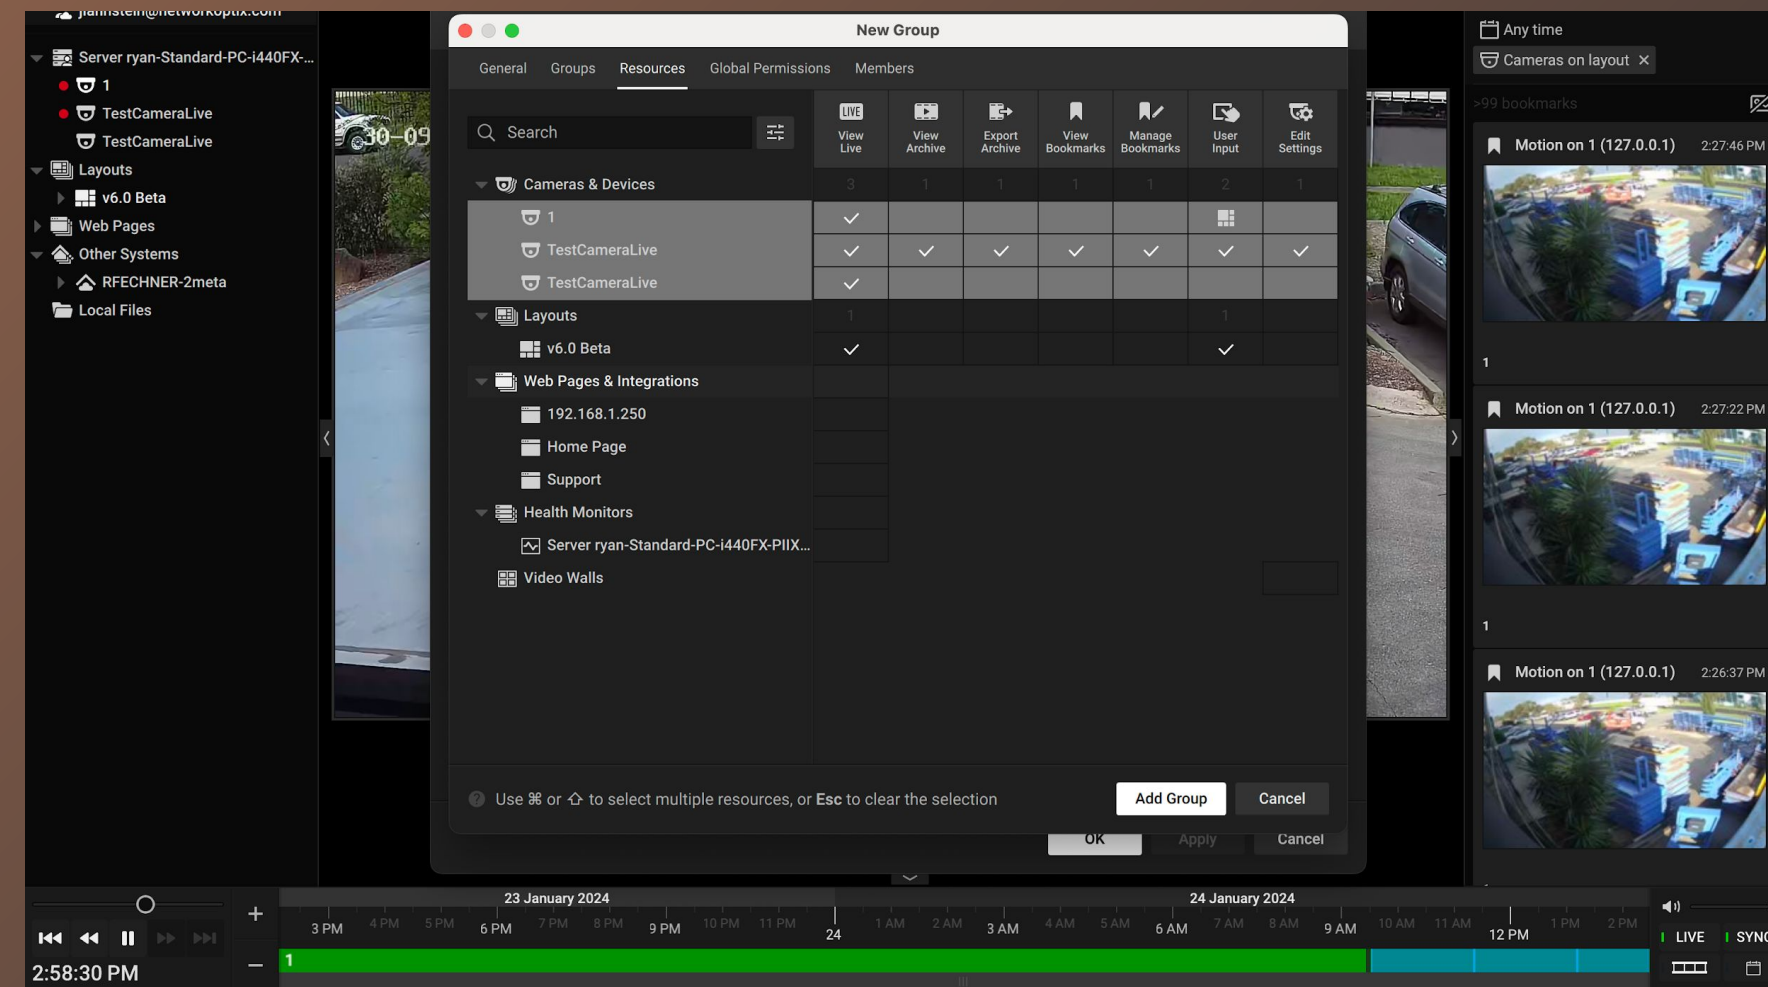 jlannstein@networkoptix.com
Server ryan-Standard-PC-i440FX-...
1
TestCameraLive
TestCameraLive
Layouts
v6.0 Beta
Web Pages
Other Systems
RFECHNER-2meta
Local Files
30-09
New Group
General Groups Resources Global Permissions Members
Search
LIVE
View Live
View Archive
Export Archive
View Bookmarks
Manage Bookmarks
User Input
Edit Settings
Cameras & Devices 3 1 1 1 1 2 1
1
TestCameraLive
TestCameraLive
Layouts 1 1
v6.0 Beta
Web Pages & Integrations
192.168.1.250
Home Page
Support
Health Monitors
Server ryan-Standard-PC-i440FX-PIIX...
Video Walls
? Use ⌘ or ⇧ to select multiple resources, or Esc to clear the selection
Add Group Cancel
OK Apply Cancel
Any time
Cameras on layout ×
>99 bookmarks
Motion on 1 (127.0.0.1) 2:27:46 PM
1
Motion on 1 (127.0.0.1) 2:27:22 PM
1
Motion on 1 (127.0.0.1) 2:26:37 PM
23 January 2024 24 January 2024
3 PM 4 PM 5 PM 6 PM 7 PM 8 PM 9 PM 10 PM 11 PM 24 1 AM 2 AM 3 AM 4 AM 5 AM 6 AM 7 AM 8 AM 9 AM 10 AM 11 AM 12 PM 1 PM 2 PM
LIVE SYNC
1
2:58:30 PM